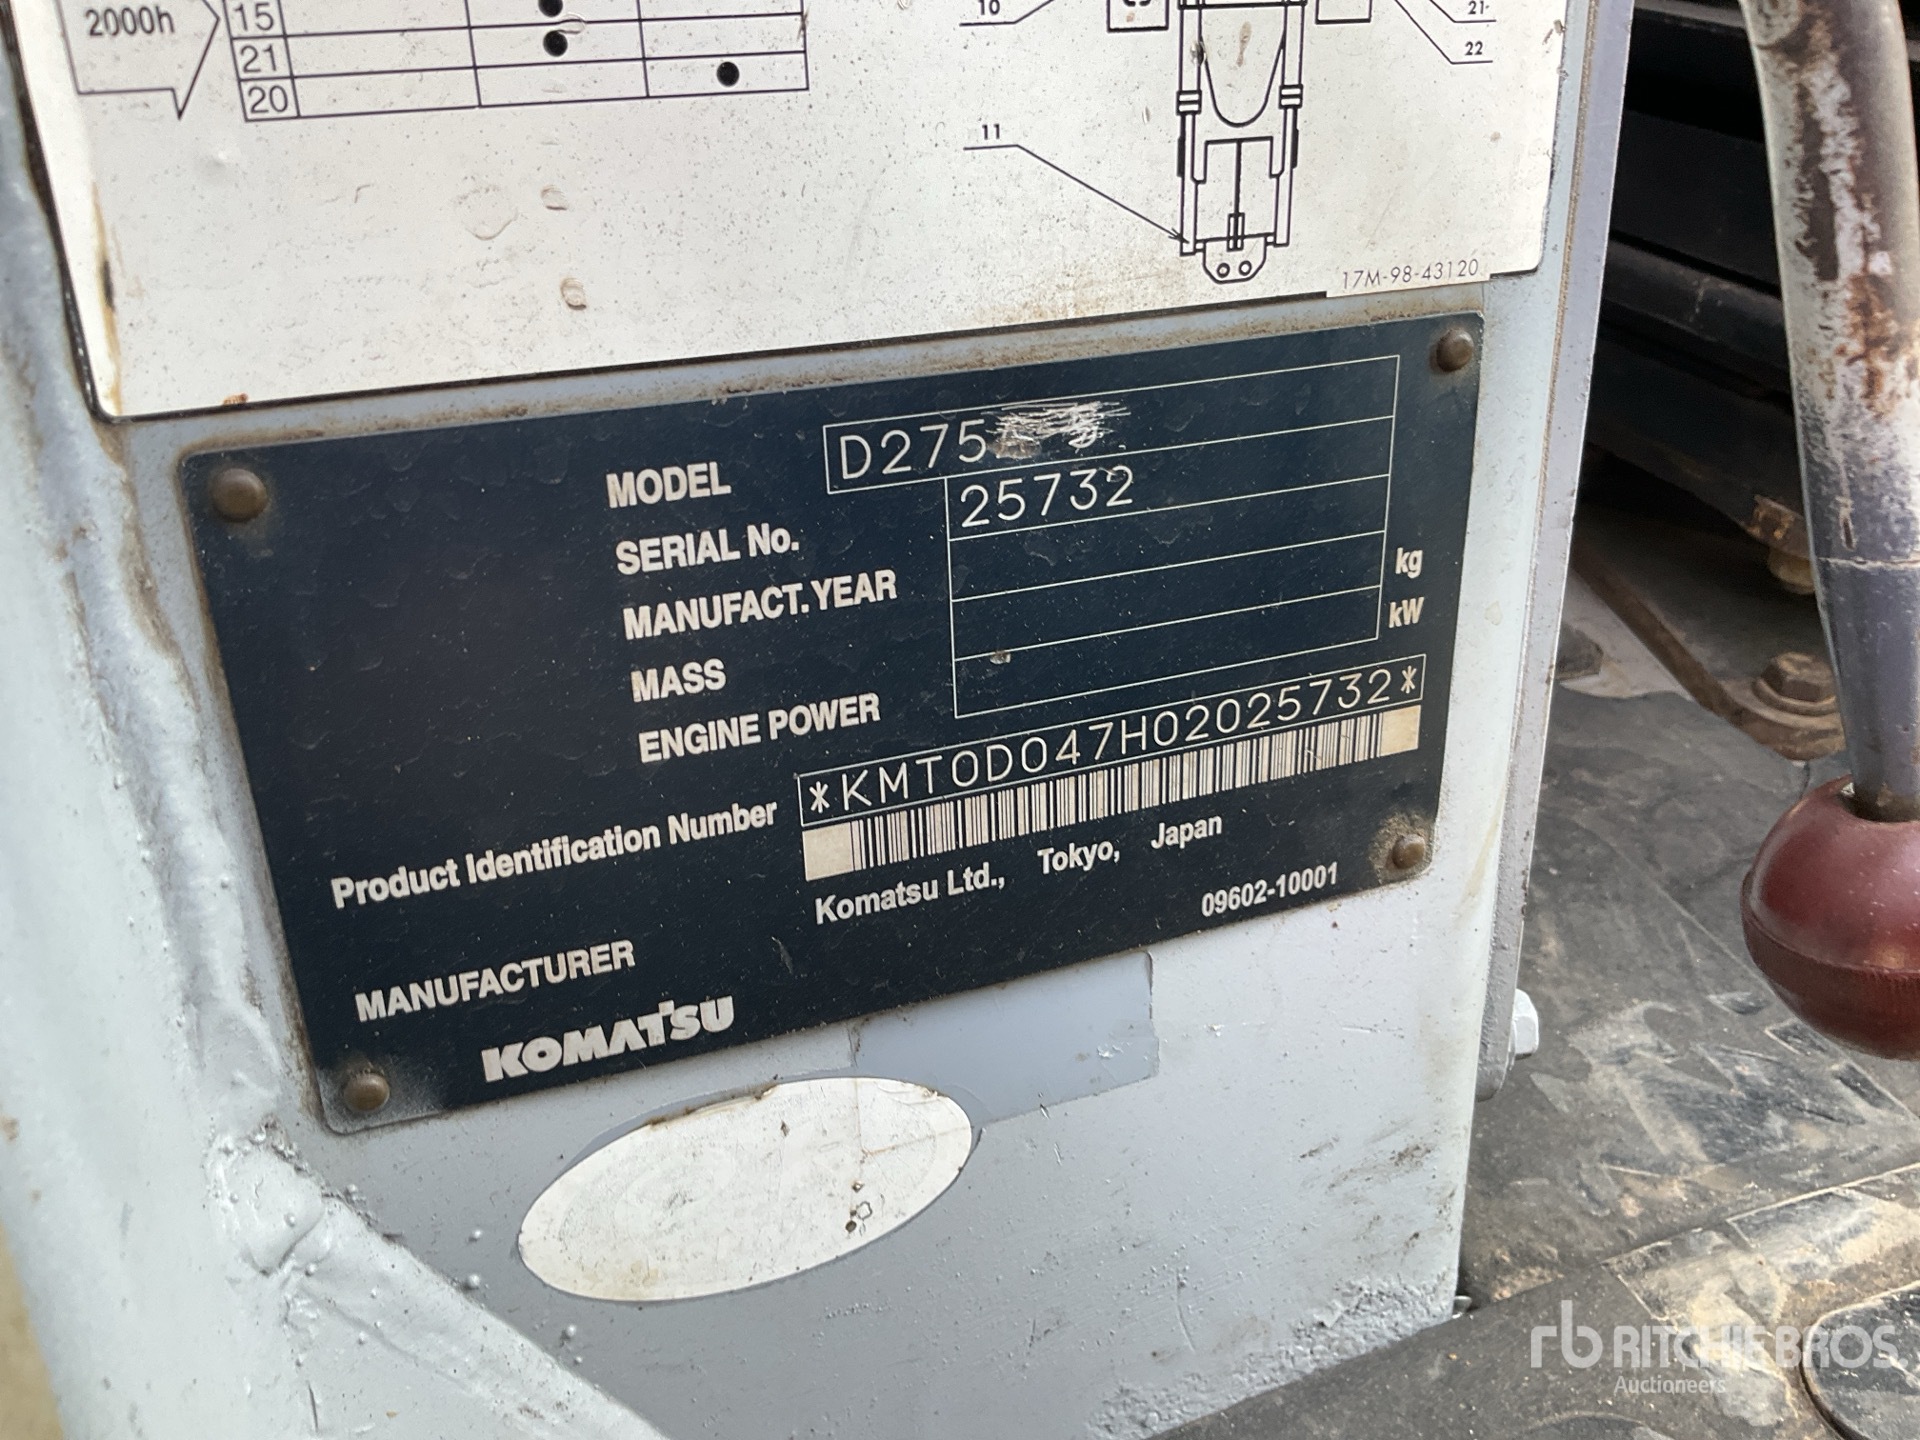 2000h
15
21
20
10
11
21
22
17M-98-43120
MODEL D275
SERIAL No. 25732
MANUFACT. YEAR
MASS kg
ENGINE POWER kW
Product Identification Number *KMT0D047H02025732*
MANUFACTURER Komatsu Ltd., Tokyo, Japan
09602-10001
KOMATSU
rb RITCHIE BROS
Auctioneers